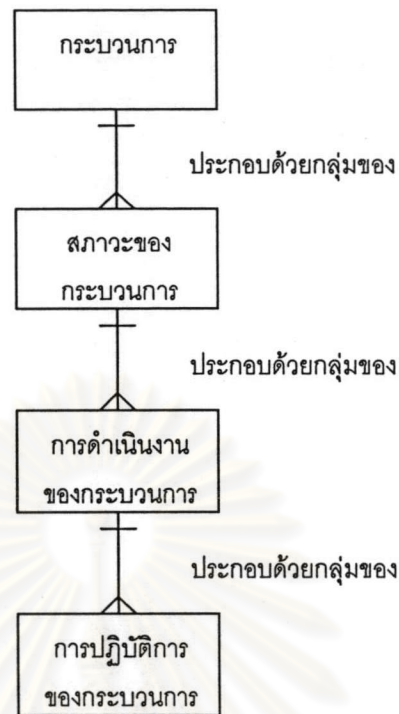 กระบวนการ
ประกอบด้วยกลุ่มของ
สภาวะของ
กระบวนการ
ประกอบด้วยกลุ่มของ
การดำเนินงาน
ของกระบวนการ
ประกอบด้วยกลุ่มของ
การปฏิบัติการ
ของกระบวนการ